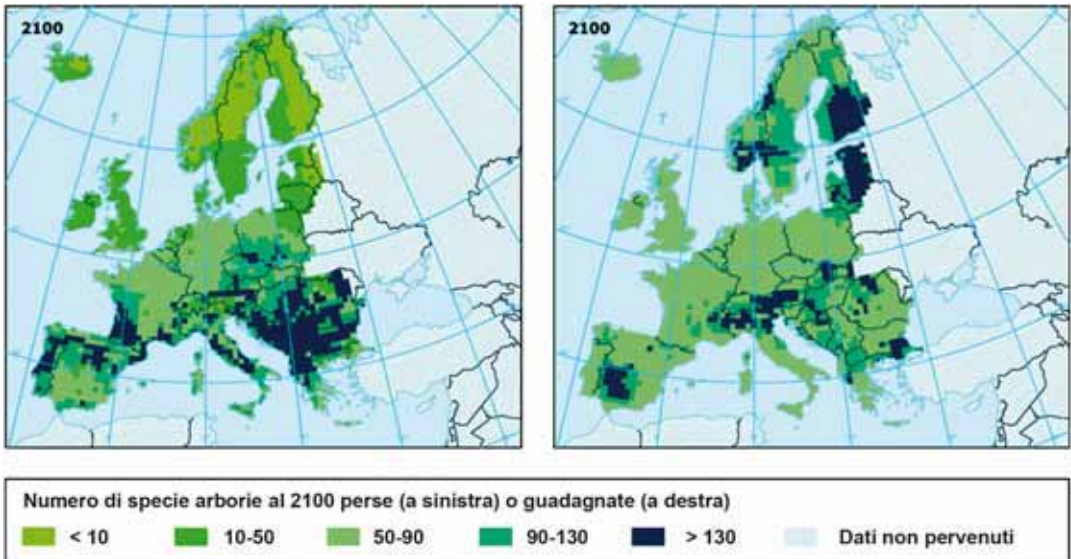 2100
2100
Numero di specie arborie al 2100 perse (a sinistra) o guadagnate (a destra)
< 10 10-50 50-90 90-130 > 130 Dati non pervenuti